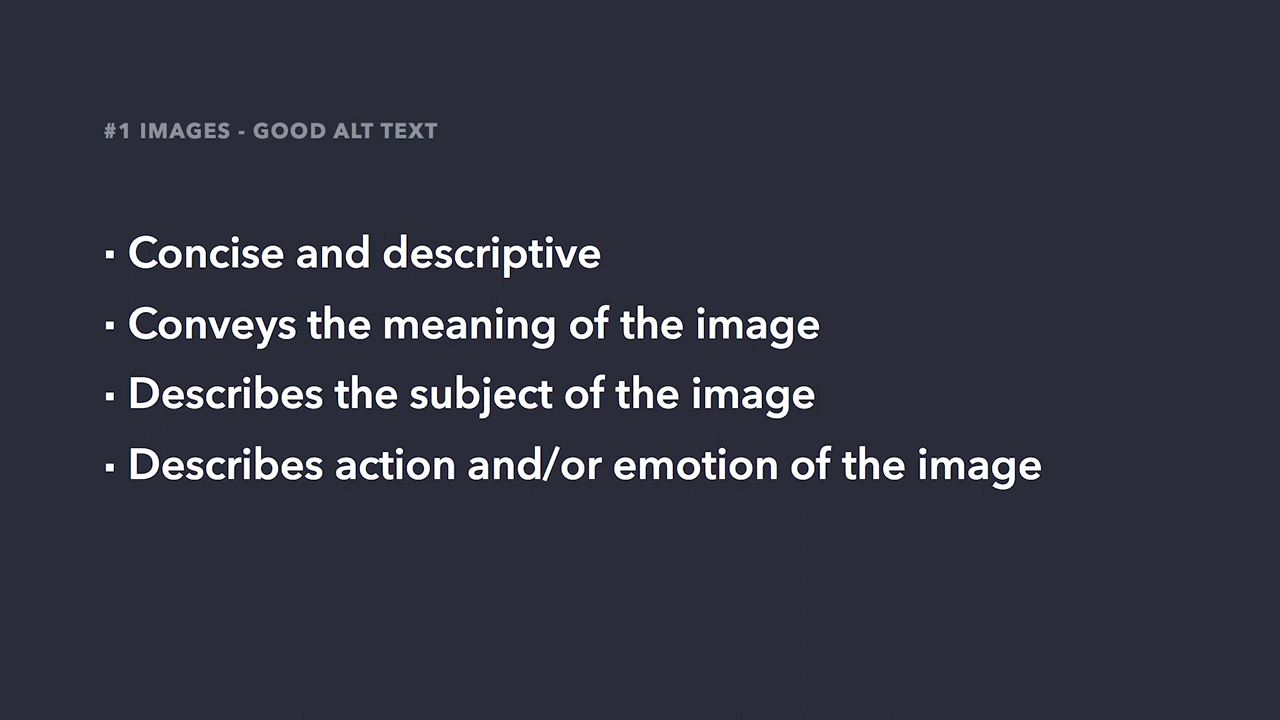 #1 IMAGES - GOOD ALT TEXT
▪ Concise and descriptive
▪ Conveys the meaning of the image
▪ Describes the subject of the image
▪ Describes action and/or emotion of the image